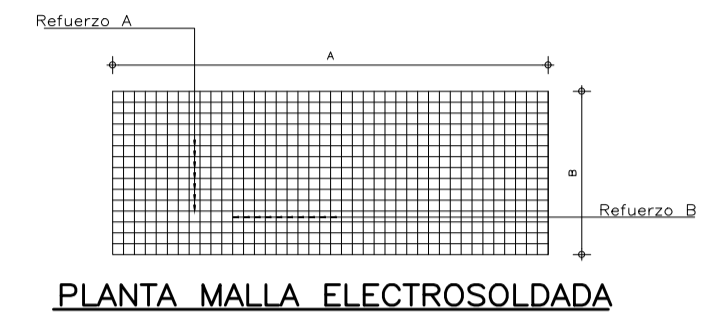 Refuerzo A
A
B
Refuerzo B
PLANTA MALLA ELECTROSOLDADA